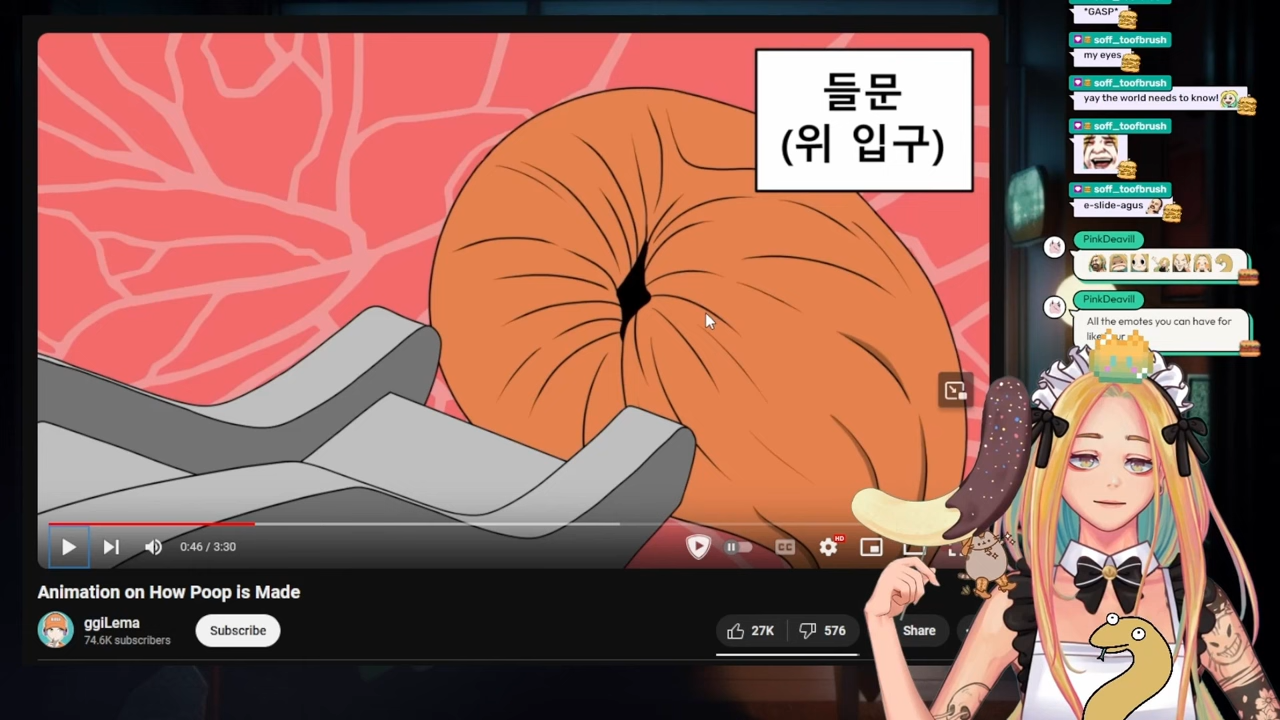 들문
(위 입구)
0:46 / 3:30
CC
HD
Animation on How Poop is Made
ggiLema
74.6K subscribers
Subscribe
27K
576
Share
*GASP*
soff_toofbrush
my eyes
soff_toofbrush
yay the world needs to know!
soff_toofbrush
soff_toofbrush
e-slide-agus
PinkDeavill
PinkDeavill
All the emotes you can have for